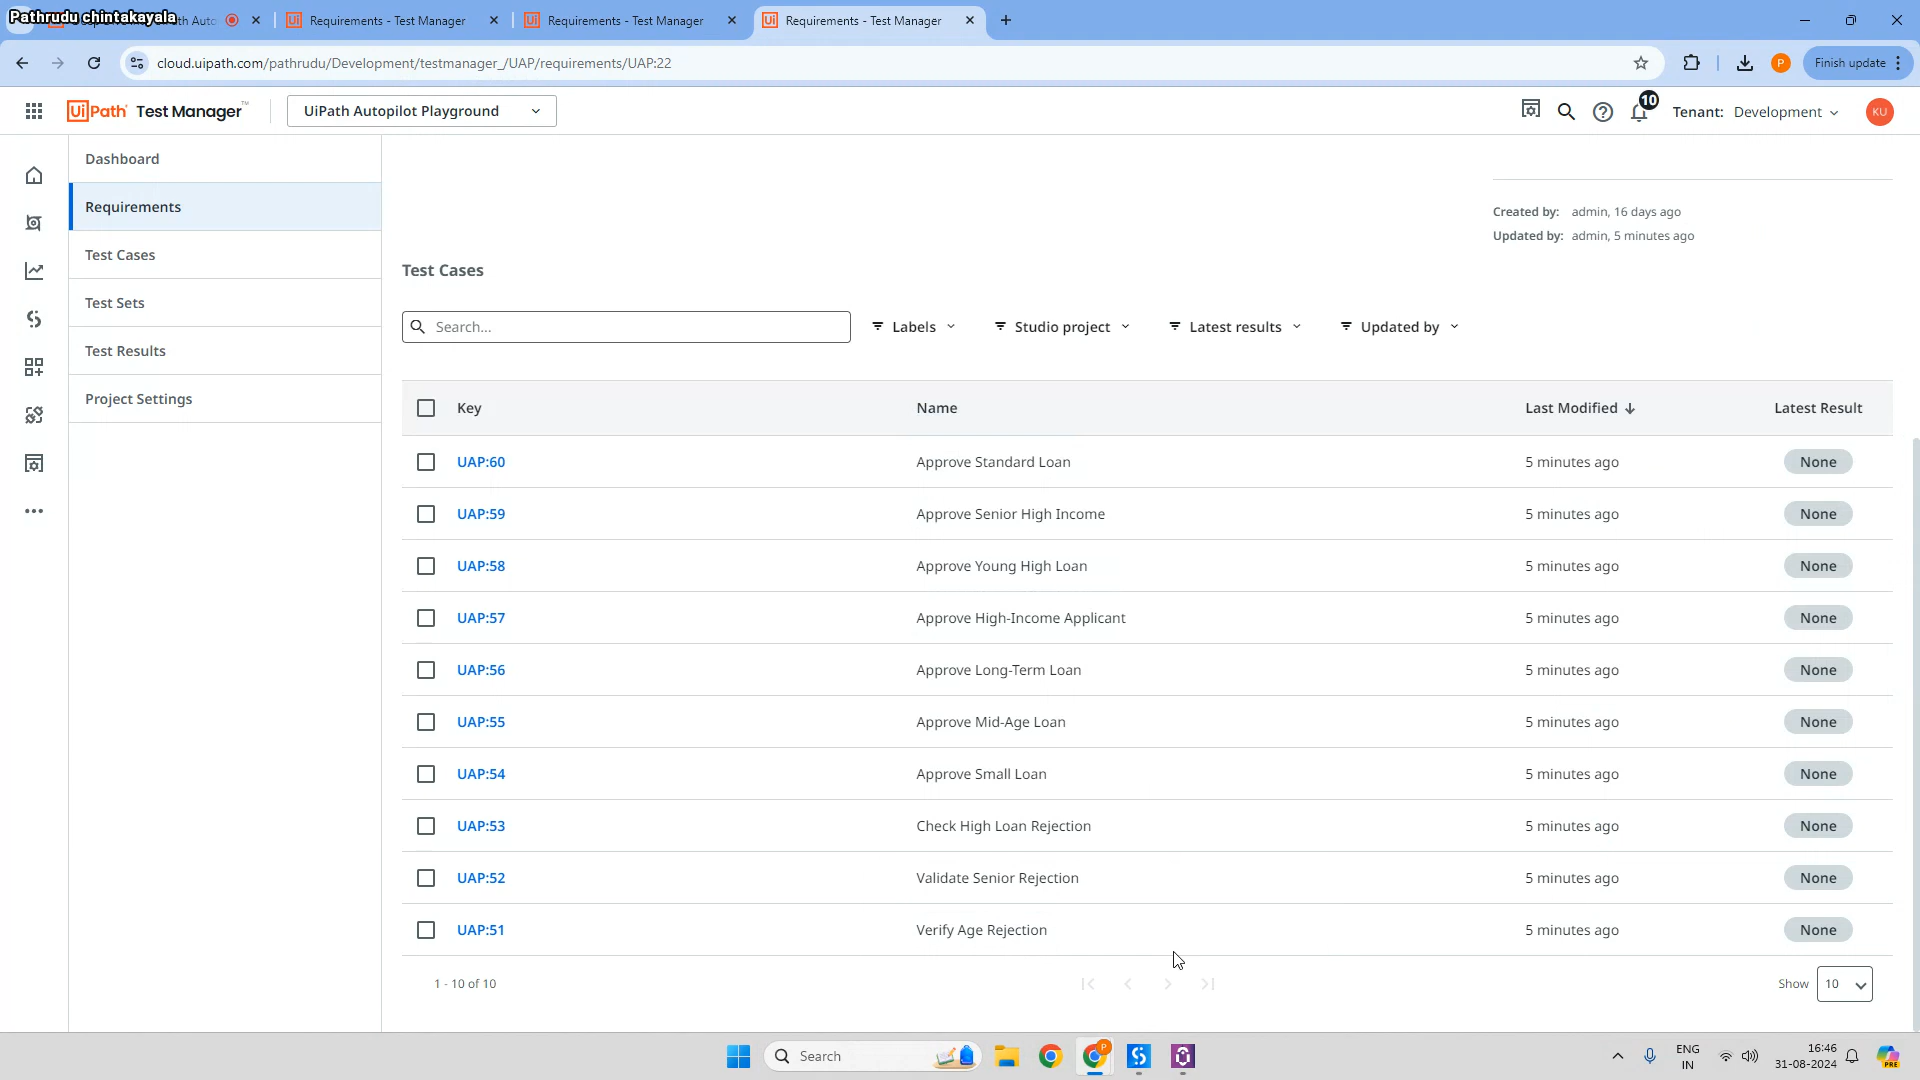 Pathrudu chintakayala
Requirements - Test Manager
Requirements - Test Manager
Requirements - Test Manager
cloud.uipath.com/pathrudu/Development/testmanager_/UAP/requirements/UAP:22
P
Finish update
UiPath Test Manager™
UiPath Autopilot Playground
10
Tenant: Development
KU
Dashboard
Requirements
Test Cases
Test Sets
Test Results
Project Settings
Created by: admin, 16 days ago
Updated by: admin, 5 minutes ago
Test Cases
Search...
Labels
Studio project
Latest results
Updated by
Key Name Last Modified Latest Result
UAP:60 Approve Standard Loan 5 minutes ago None
UAP:59 Approve Senior High Income 5 minutes ago None
UAP:58 Approve Young High Loan 5 minutes ago None
UAP:57 Approve High-Income Applicant 5 minutes ago None
UAP:56 Approve Long-Term Loan 5 minutes ago None
UAP:55 Approve Mid-Age Loan 5 minutes ago None
UAP:54 Approve Small Loan 5 minutes ago None
UAP:53 Check High Loan Rejection 5 minutes ago None
UAP:52 Validate Senior Rejection 5 minutes ago None
UAP:51 Verify Age Rejection 5 minutes ago None
1 - 10 of 10
Show 10
Search
ENG
IN
16:46
31-08-2024